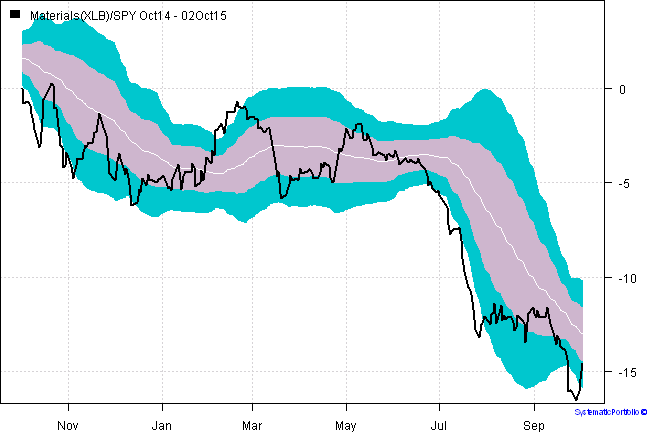 Materials(XLB)/SPY Oct14 - 02Oct15
0
-5
-10
-15
Nov Jan Mar May Jul Sep
SystematicPortfolio ©